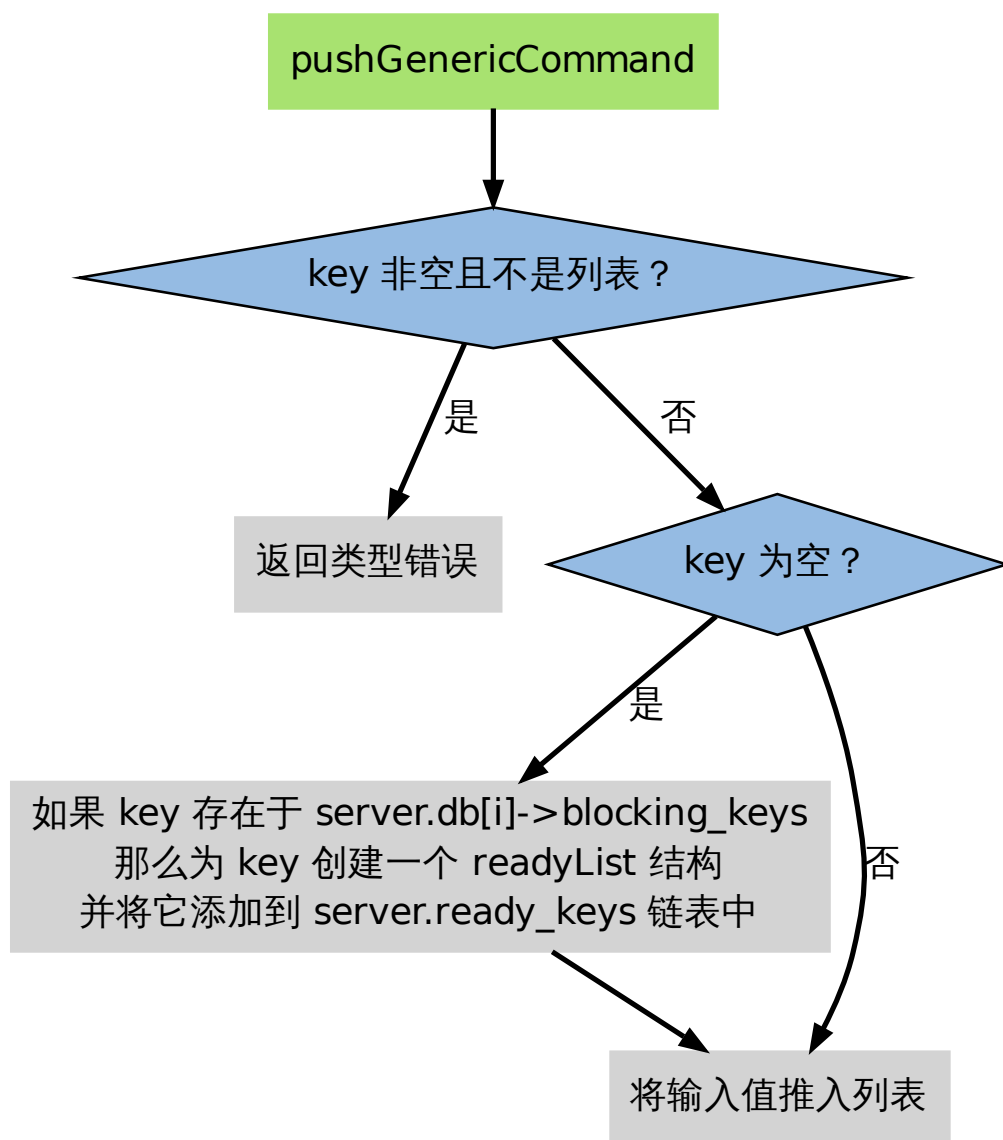 pushGenericCommand
key 非空且不是列表？
是
否
返回类型错误
key 为空？
是
如果 key 存在于 server.db[i]->blocking_keys
那么为 key 创建一个 readyList 结构
并将它添加到 server.ready_keys 链表中
否
将输入值推入列表